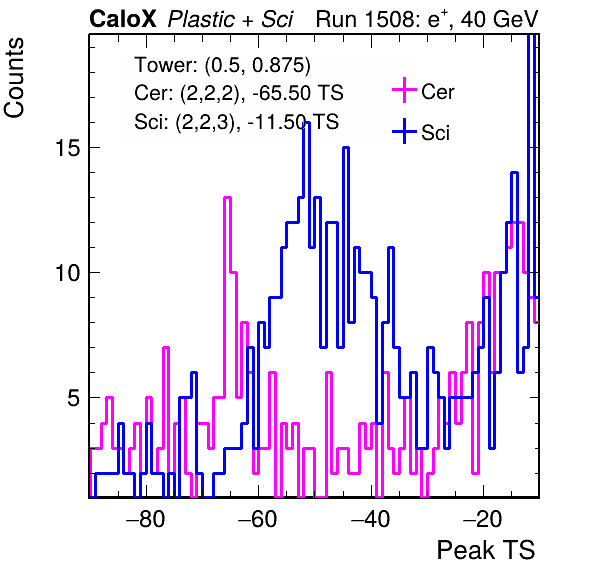 CaloX Plastic + Sci Run 1508: e+, 40 GeV
Counts
Tower: (0.5, 0.875)
Cer: (2,2,2), -65.50 TS
Sci: (2,2,3), -11.50 TS
Cer
Sci
15
10
5
−80 −60 −40 −20
Peak TS